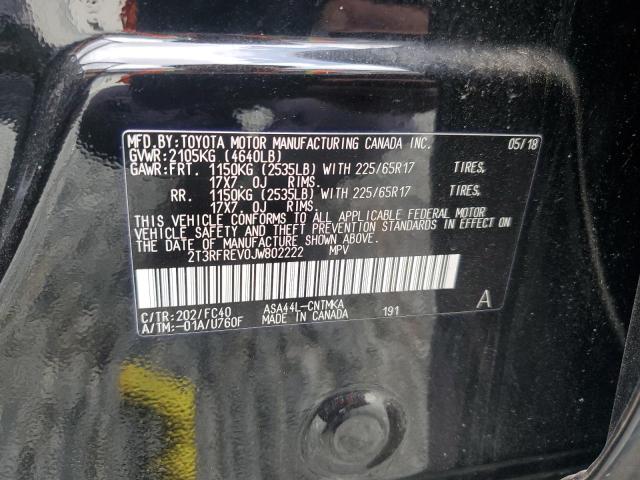 MFD.BY:TOYOTA MOTOR MANUFACTURING CANADA INC. 05/18
GVWR:2105KG (4640LB)
GAWR:FRT. 1150KG (2535LB) WITH 225/65R17 TIRES,
17X7.0J RIMS.
RR. 1150KG (2535LB) WITH 225/65R17 TIRES,
17X7.0J RIMS.
THIS VEHICLE CONFORMS TO ALL APPLICABLE FEDERAL MOTOR
VEHICLE SAFETY AND THEFT PREVENTION STANDARDS IN EFFECT ON
THE DATE OF MANUFACTURE SHOWN ABOVE.
2T3RFREV0JW802222 MPV
A
C/TR:202/FC40 ASA44L-CNTMKA
A/TM:-01A/U760F MADE IN CANADA 191